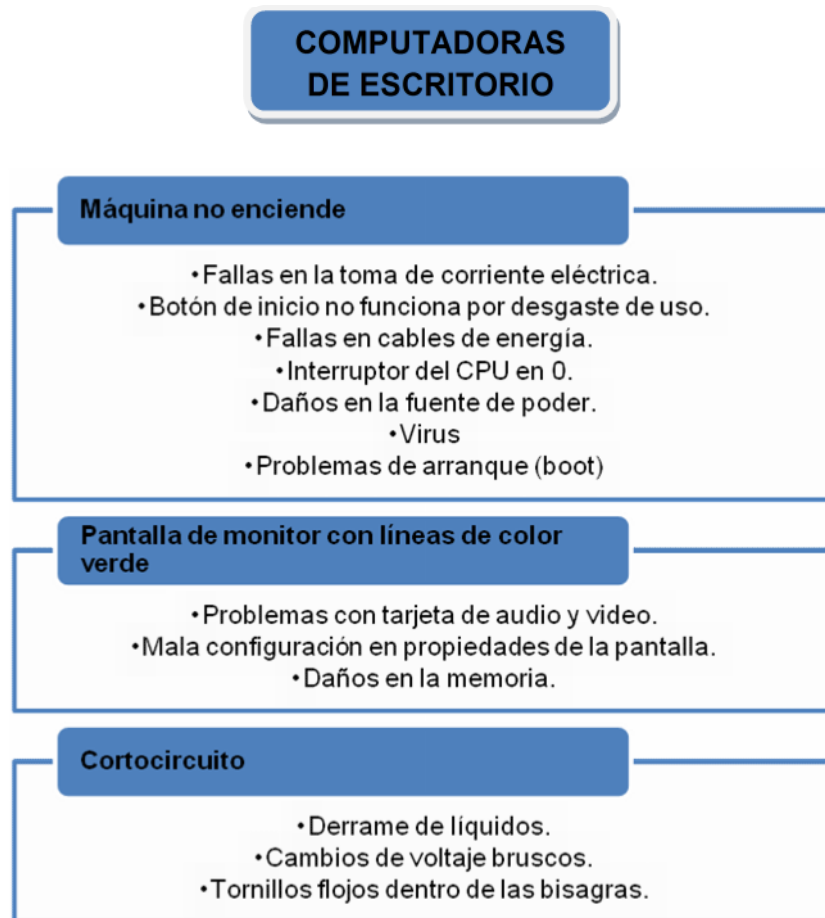 COMPUTADORAS
DE ESCRITORIO
Máquina no enciende
•Fallas en la toma de corriente eléctrica.
•Botón de inicio no funciona por desgaste de uso.
•Fallas en cables de energía.
•Interruptor del CPU en 0.
•Daños en la fuente de poder.
•Virus
•Problemas de arranque (boot)
Pantalla de monitor con líneas de color
verde
•Problemas con tarjeta de audio y video.
•Mala configuración en propiedades de la pantalla.
•Daños en la memoria.
Cortocircuito
•Derrame de líquidos.
•Cambios de voltaje bruscos.
•Tornillos flojos dentro de las bisagras.